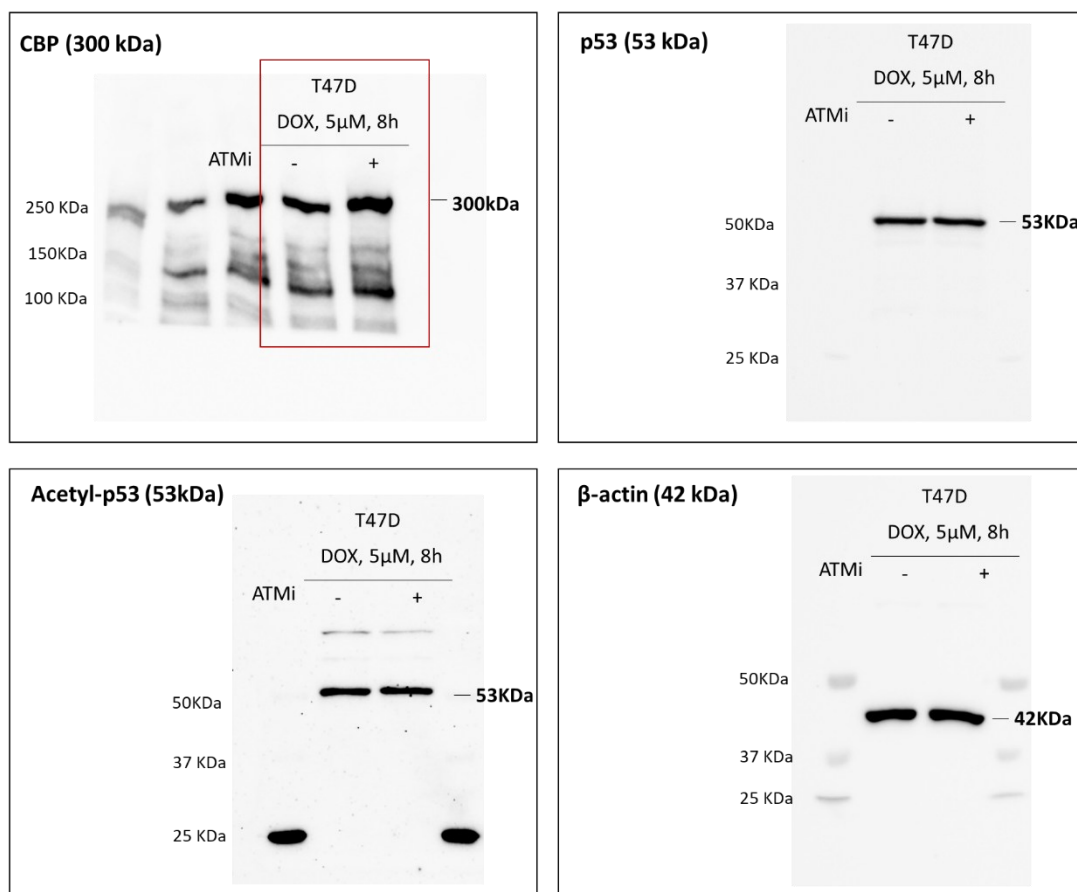 CBP (300 kDa)
T47D
DOX, 5µM, 8h
ATMi - +
250 KDa
300kDa
150KDa
100 KDa
p53 (53 kDa)
T47D
DOX, 5µM, 8h
ATMi - +
50KDa
53KDa
37 KDa
25 KDa
Acetyl-p53 (53kDa)
T47D
DOX, 5µM, 8h
ATMi - +
50KDa
53KDa
37 KDa
25 KDa
β-actin (42 kDa)
T47D
DOX, 5µM, 8h
ATMi - +
50KDa
42KDa
37 KDa
25 KDa